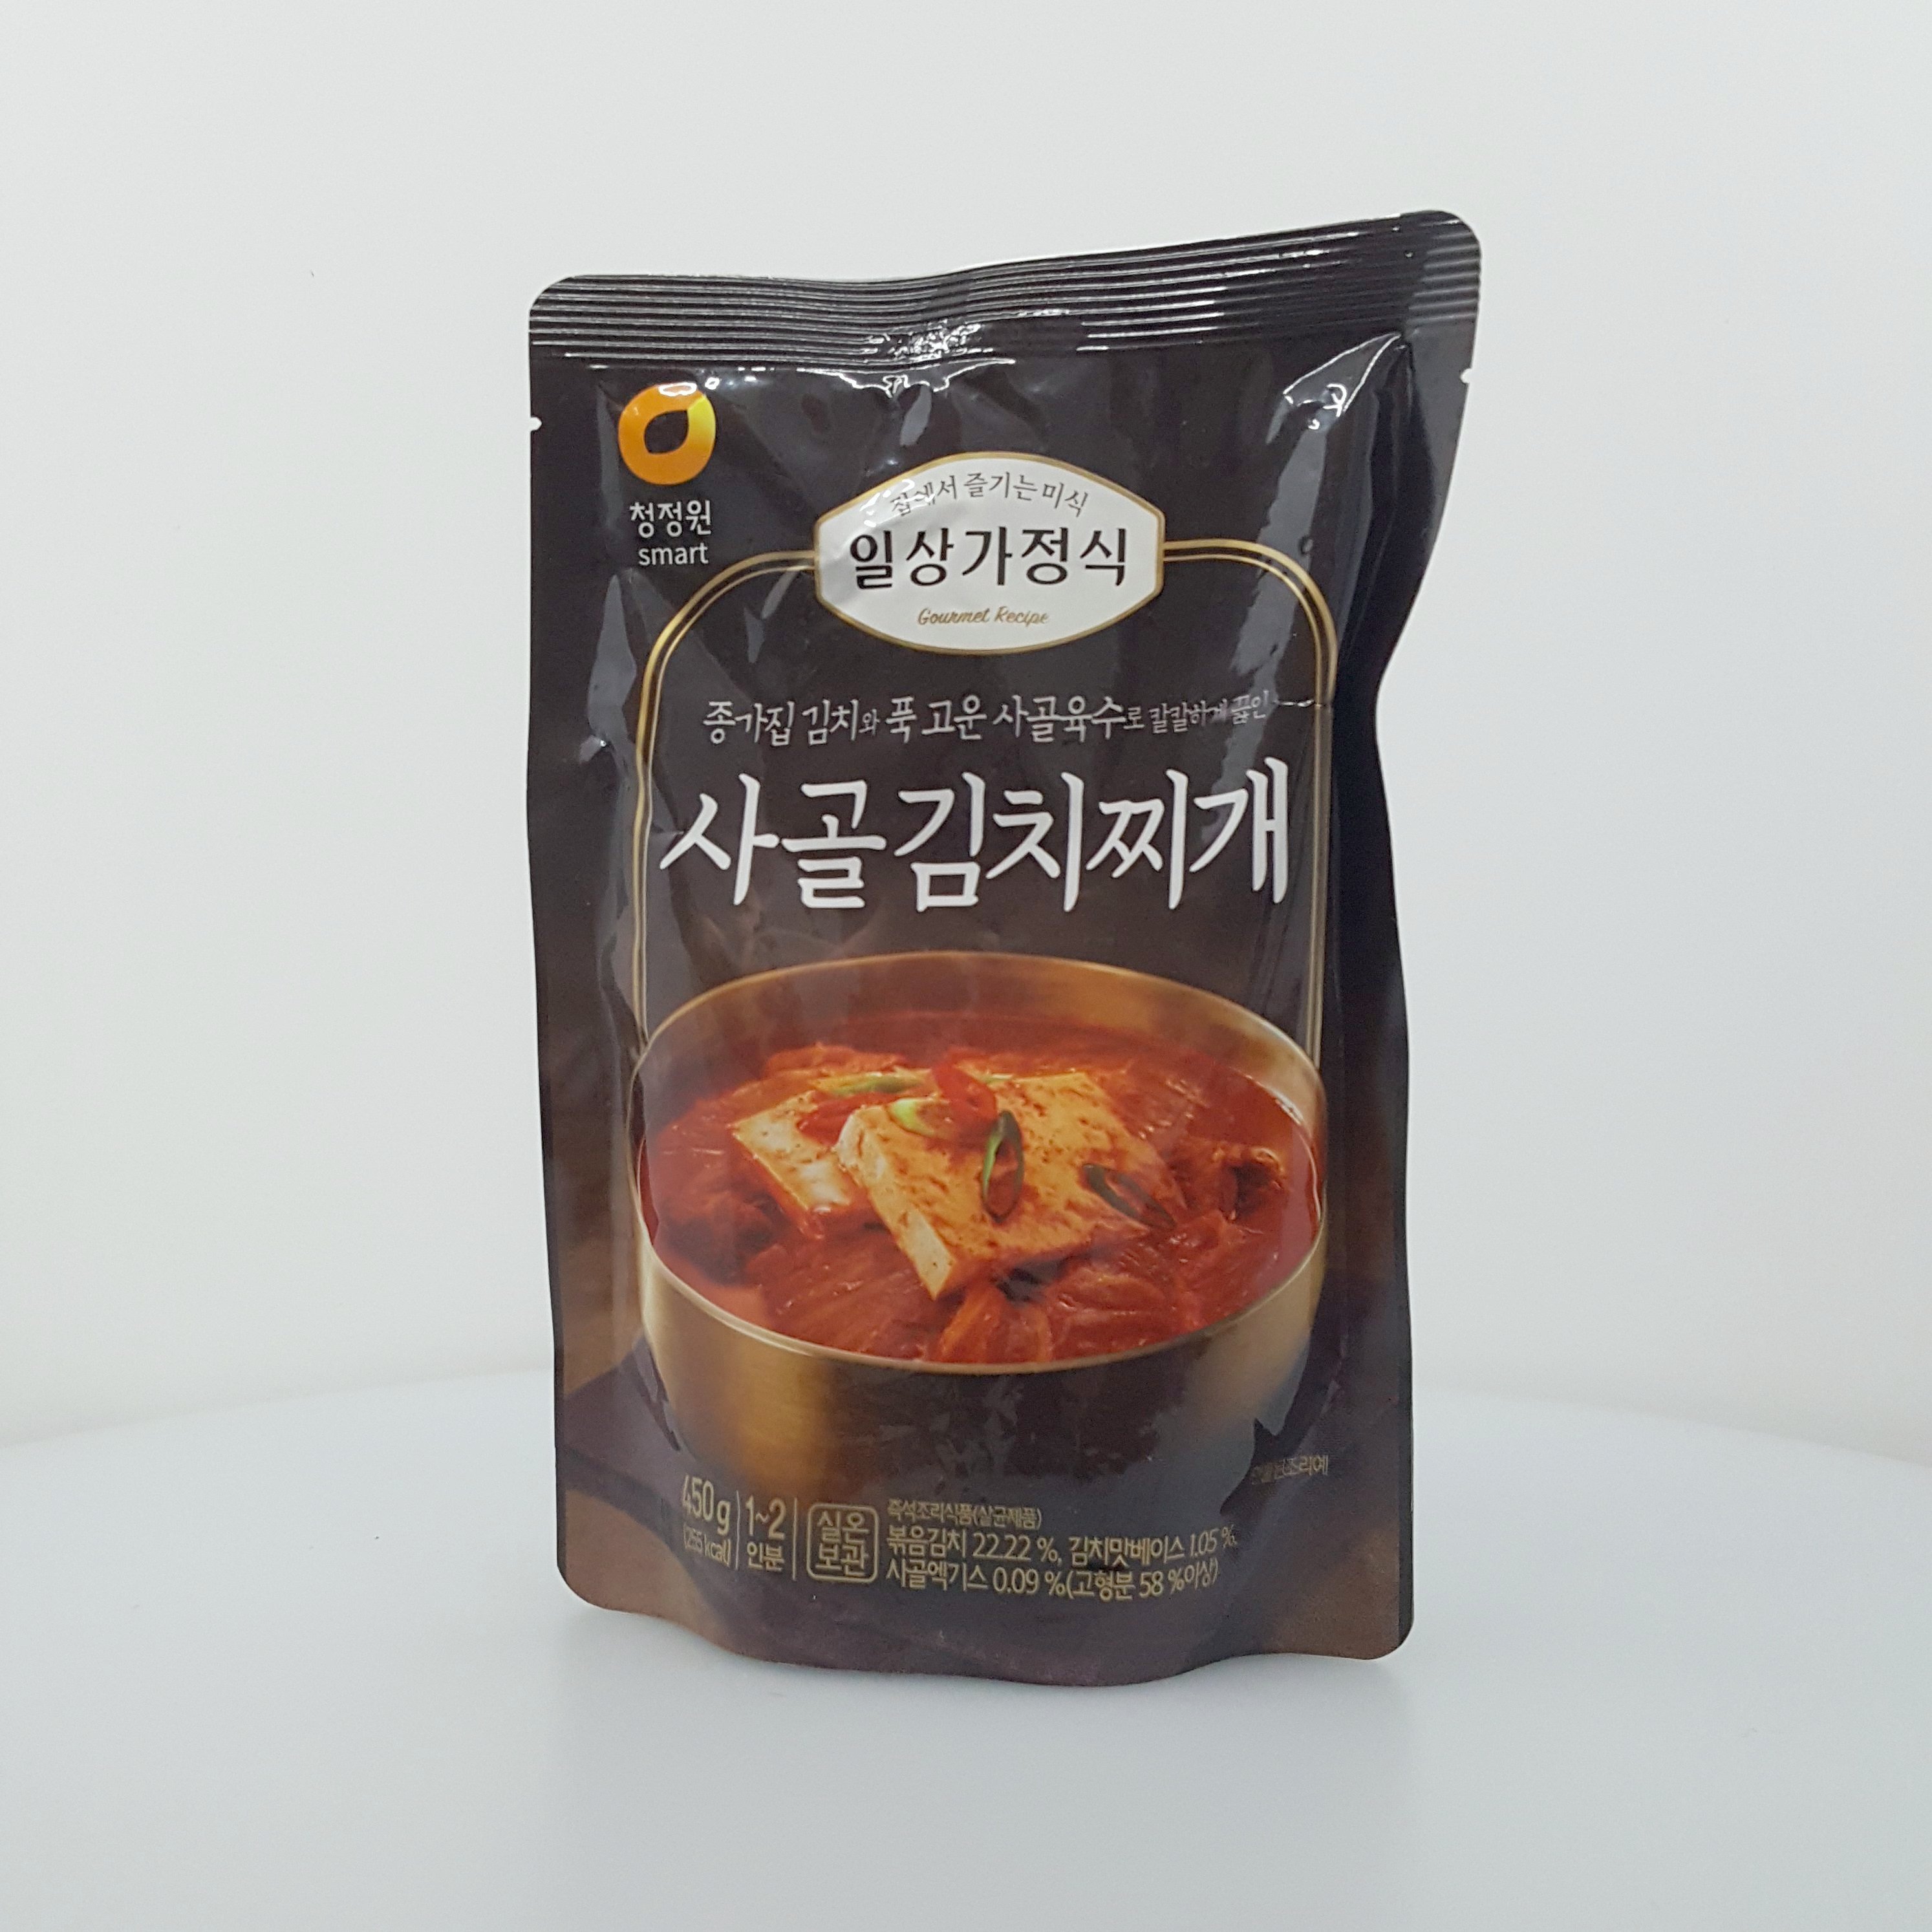 청정원
smart
집에서 즐기는 미식
일상가정식
Gourmet Recipe
종가집 김치와 푹 고운 사골육수로 칼칼하게 끓인
사골김치찌개
조리예
450g
(255 kcal)
1~2
인분
실온
보관
즉석조리식품(살균제품)
볶음김치 22.22 %, 김치맛베이스 1.05 %,
사골엑기스 0.09 %(고형분 58 %이상)